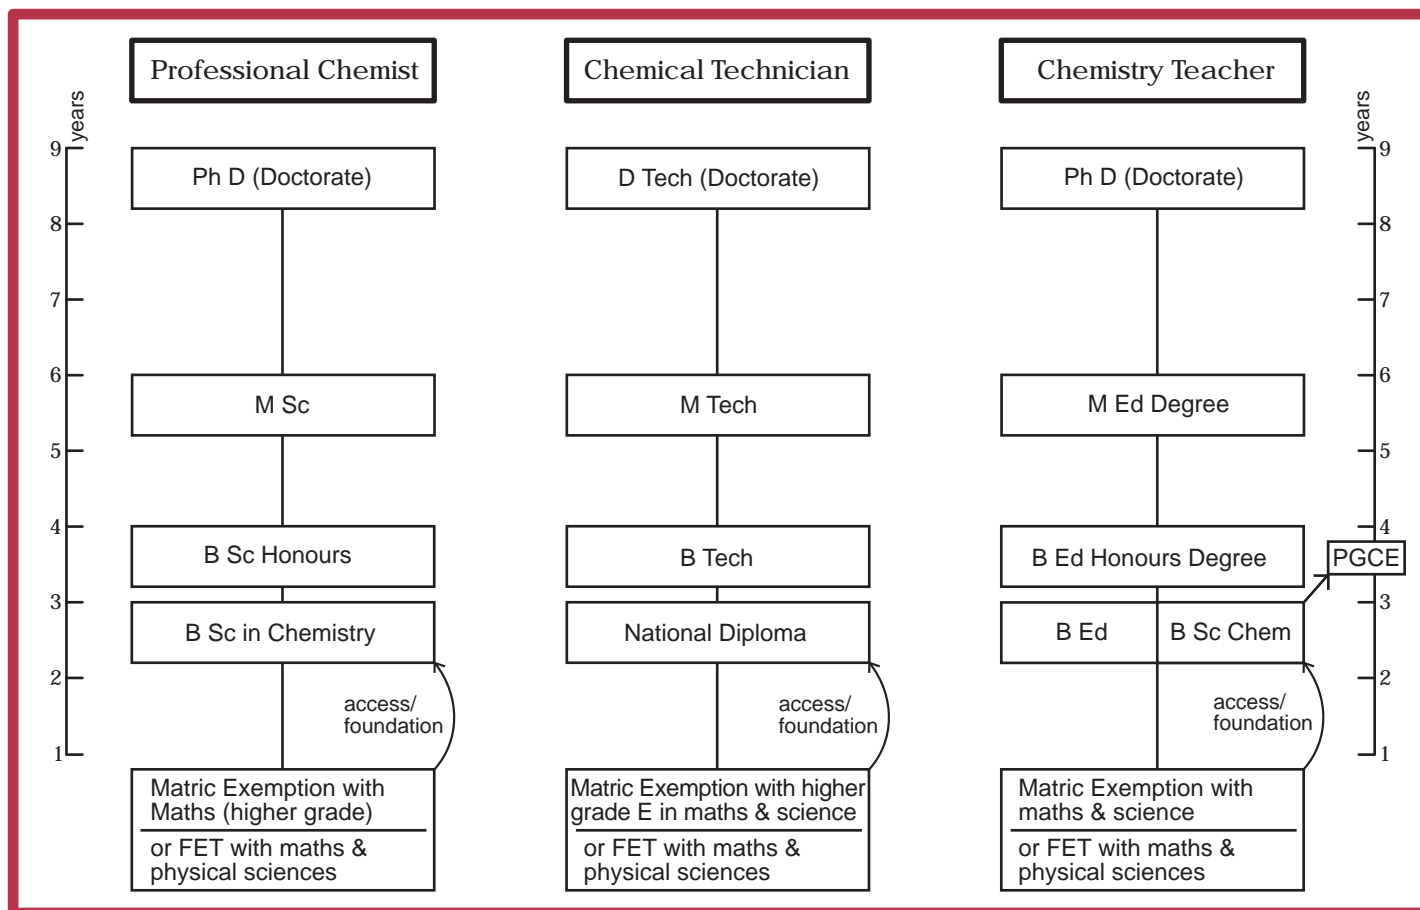 Professional Chemist
Chemical Technician
Chemistry Teacher
years
years
9
Ph D (Doctorate)
D Tech (Doctorate)
Ph D (Doctorate)
9
8
8
7
7
6
M Sc
M Tech
M Ed Degree
6
5
5
4
B Sc Honours
B Tech
B Ed Honours Degree
4
PGCE
3
B Sc in Chemistry
National Diploma
B Ed
B Sc Chem
3
2
2
access/
foundation
access/
foundation
access/
foundation
1
1
Matric Exemption with
Maths (higher grade)
or FET with maths &
physical sciences
Matric Exemption with higher
grade E in maths & science
or FET with maths &
physical sciences
Matric Exemption with
maths & science
or FET with maths &
physical sciences